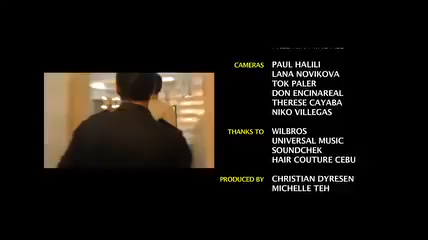 CAMERAS PAUL HALILI
LANA NOVIKOVA
TOK PALER
DON ENCINAREAL
THERESE CAYABA
NIKO VILLEGAS
THANKS TO WILBROS
UNIVERSAL MUSIC
SOUNDCHEK
HAIR COUTURE CEBU
PRODUCED BY CHRISTIAN DYRESEN
MICHELLE TEH